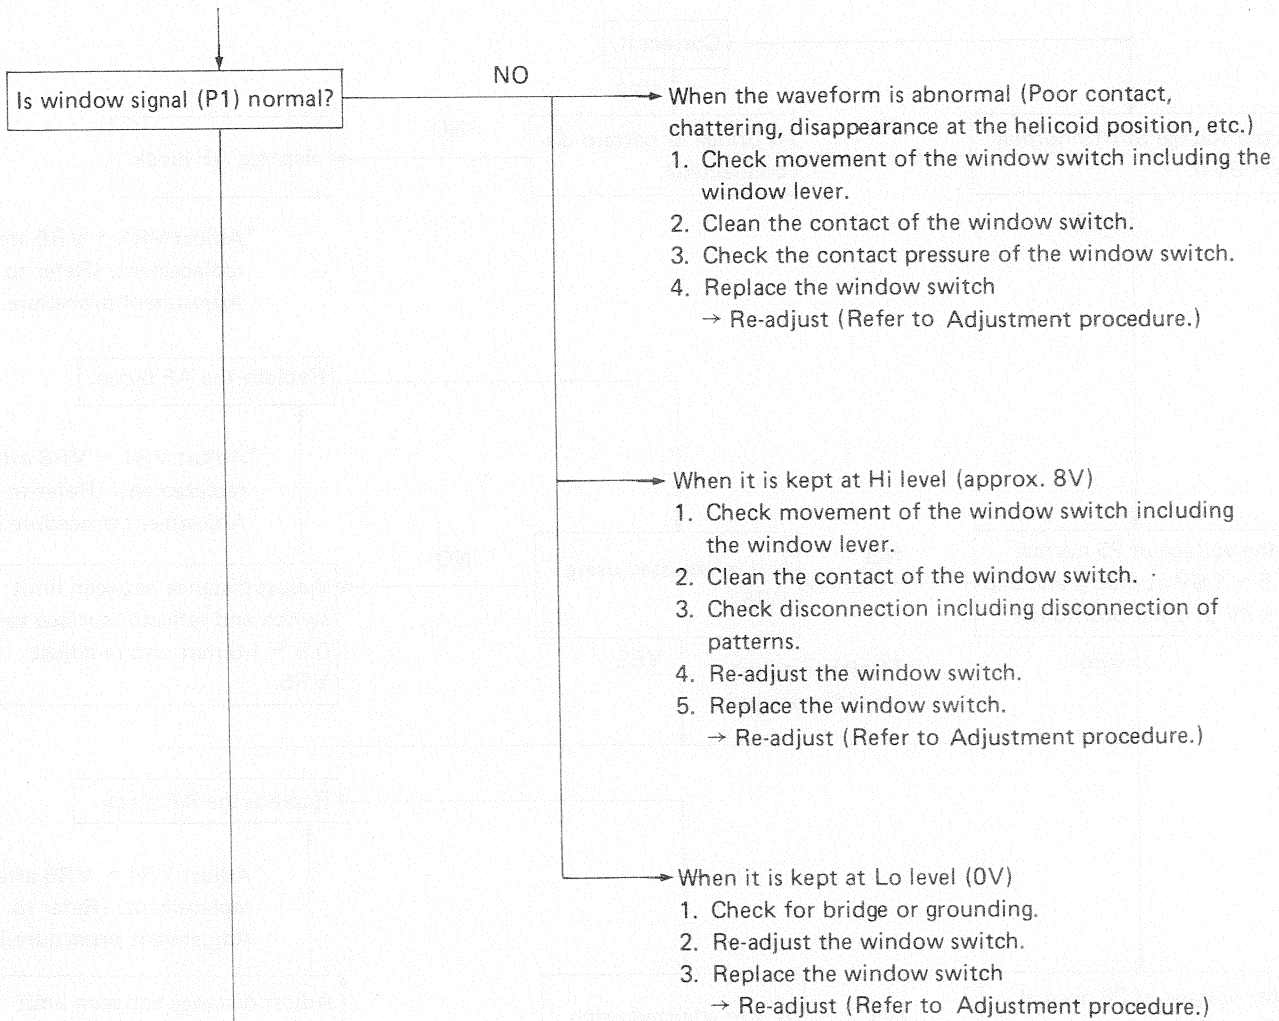 NO
Is window signal (P1) normal?
When the waveform is abnormal (Poor contact,
chattering, disappearance at the helicoid position, etc.)
1. Check movement of the window switch including the
window lever.
2. Clean the contact of the window switch.
3. Check the contact pressure of the window switch.
4. Replace the window switch
→ Re-adjust (Refer to Adjustment procedure.)
When it is kept at Hi level (approx. 8V)
1. Check movement of the window switch including
the window lever.
2. Clean the contact of the window switch.
3. Check disconnection including disconnection of
patterns.
4. Re-adjust the window switch.
5. Replace the window switch.
→ Re-adjust (Refer to Adjustment procedure.)
When it is kept at Lo level (0V)
1. Check for bridge or grounding.
2. Re-adjust the window switch.
3. Replace the window switch
→ Re-adjust (Refer to Adjustment procedure.)